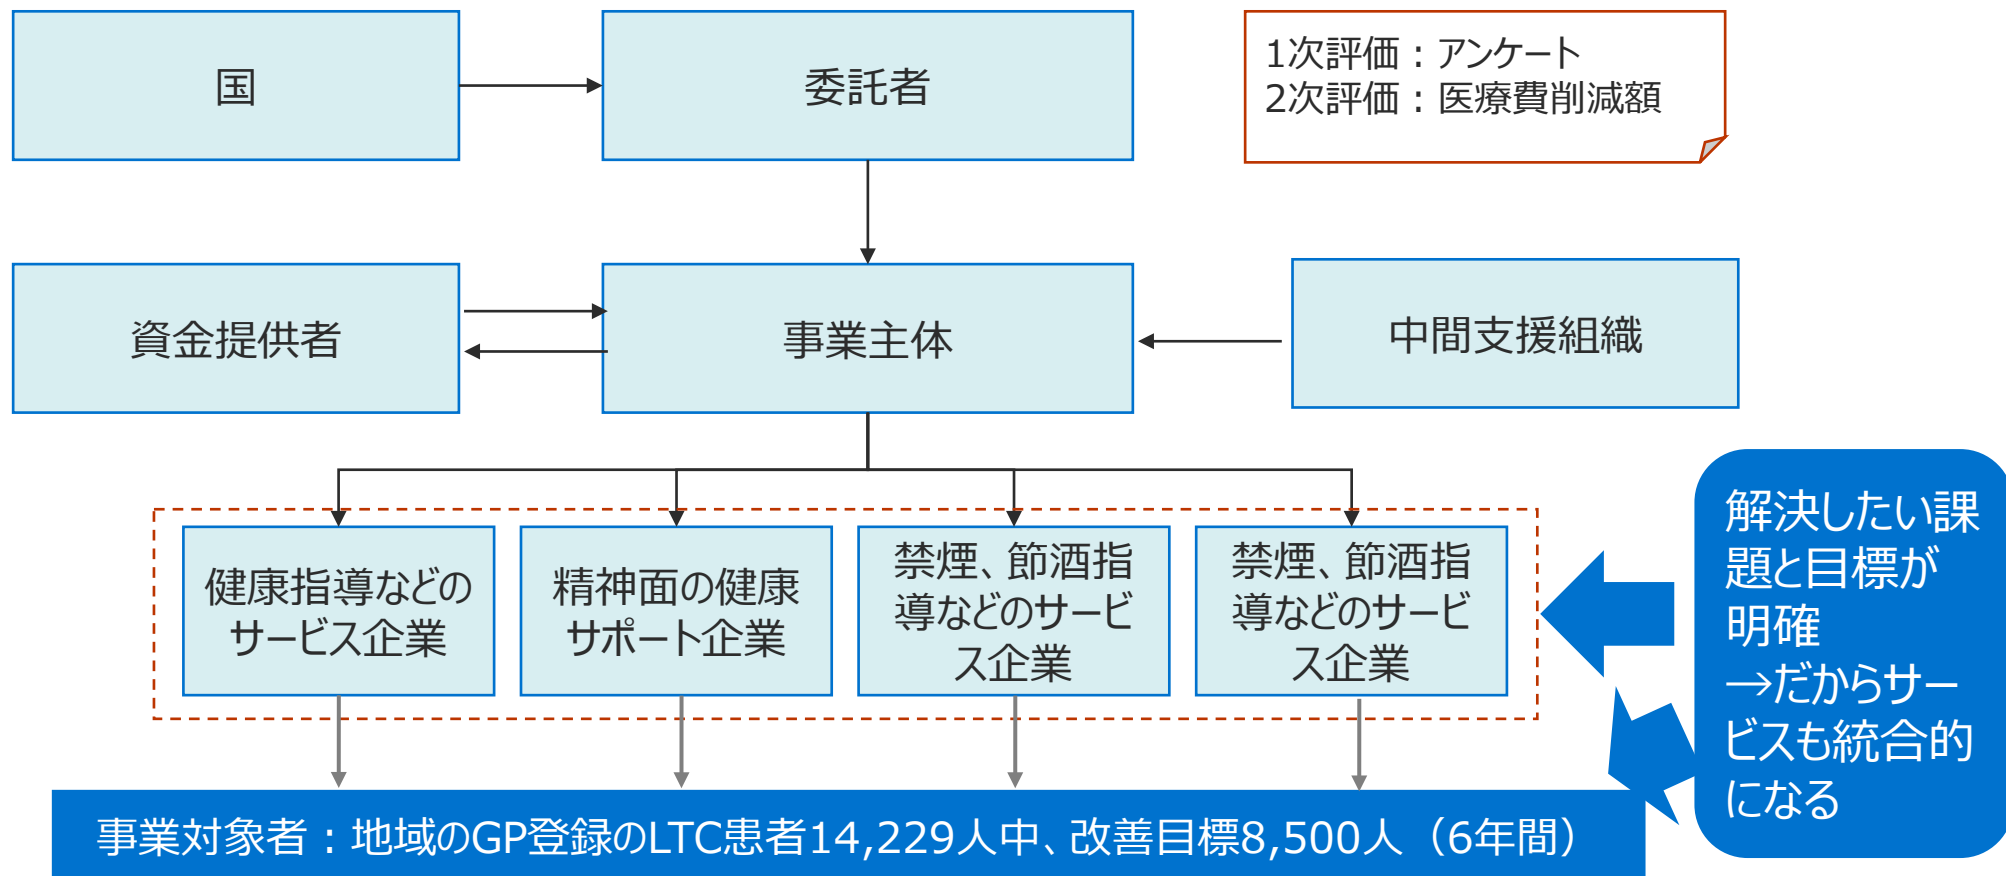 国
委託者
1次評価：アンケート
2次評価：医療費削減額
資金提供者
事業主体
中間支援組織
健康指導などの
サービス企業
精神面の健康
サポート企業
禁煙、節酒指
導などのサービ
ス企業
禁煙、節酒指
導などのサービ
ス企業
解決したい課
題と目標が
明確
→だからサー
ビスも統合的
になる
事業対象者：地域のGP登録のLTC患者14,229人中、改善目標8,500人（6年間）